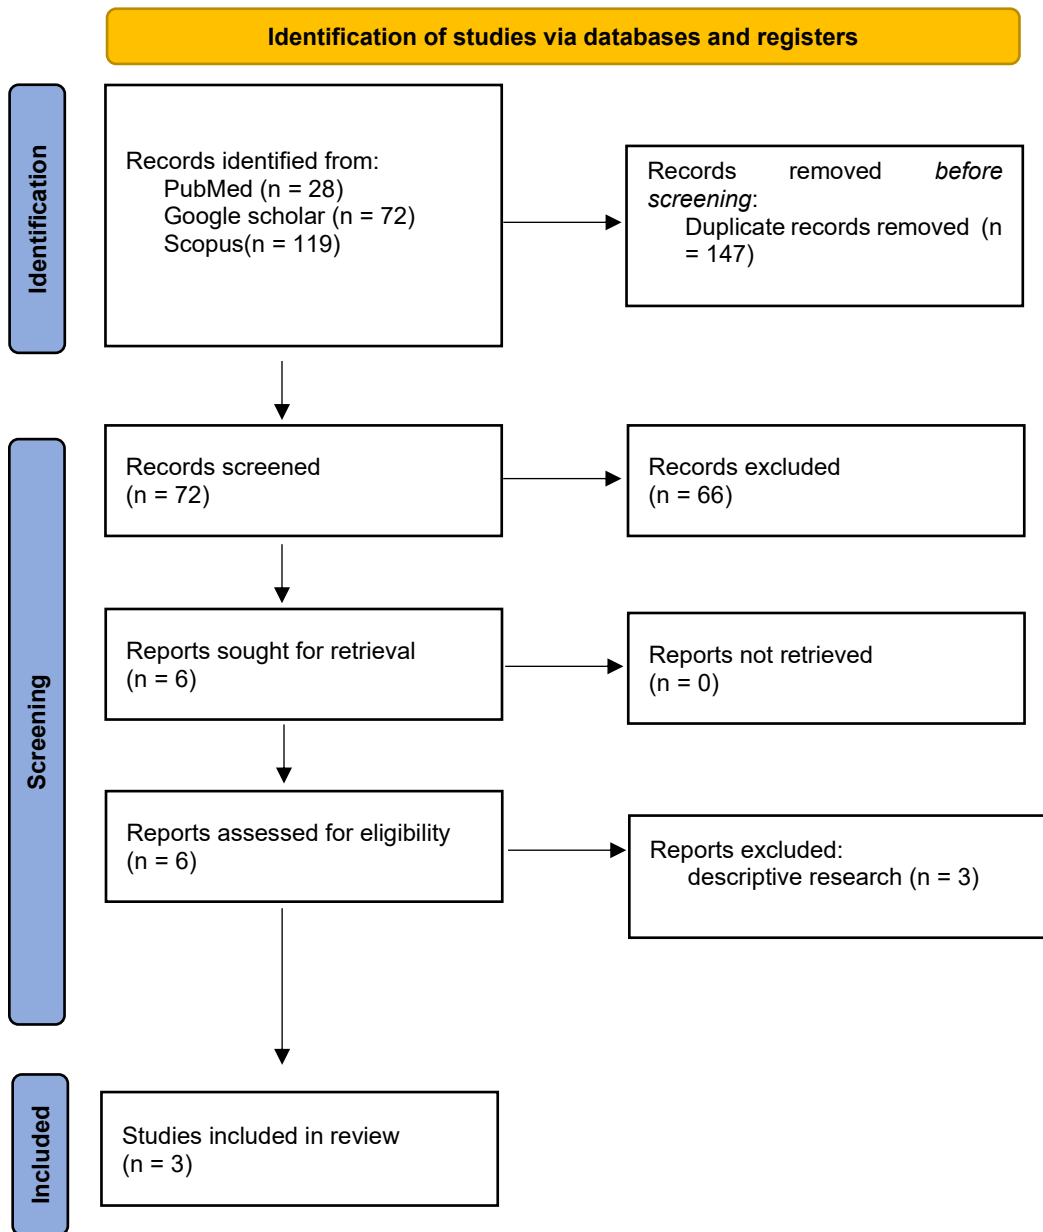 Identification of studies via databases and registers
Identification
Records identified from:
PubMed (n = 28)
Google scholar (n = 72)
Scopus(n = 119)
Records removed before
screening:
Duplicate records removed (n
= 147)
Screening
Records screened
(n = 72)
Records excluded
(n = 66)
Reports sought for retrieval
(n = 6)
Reports not retrieved
(n = 0)
Reports assessed for eligibility
(n = 6)
Reports excluded:
descriptive research (n = 3)
Included
Studies included in review
(n = 3)